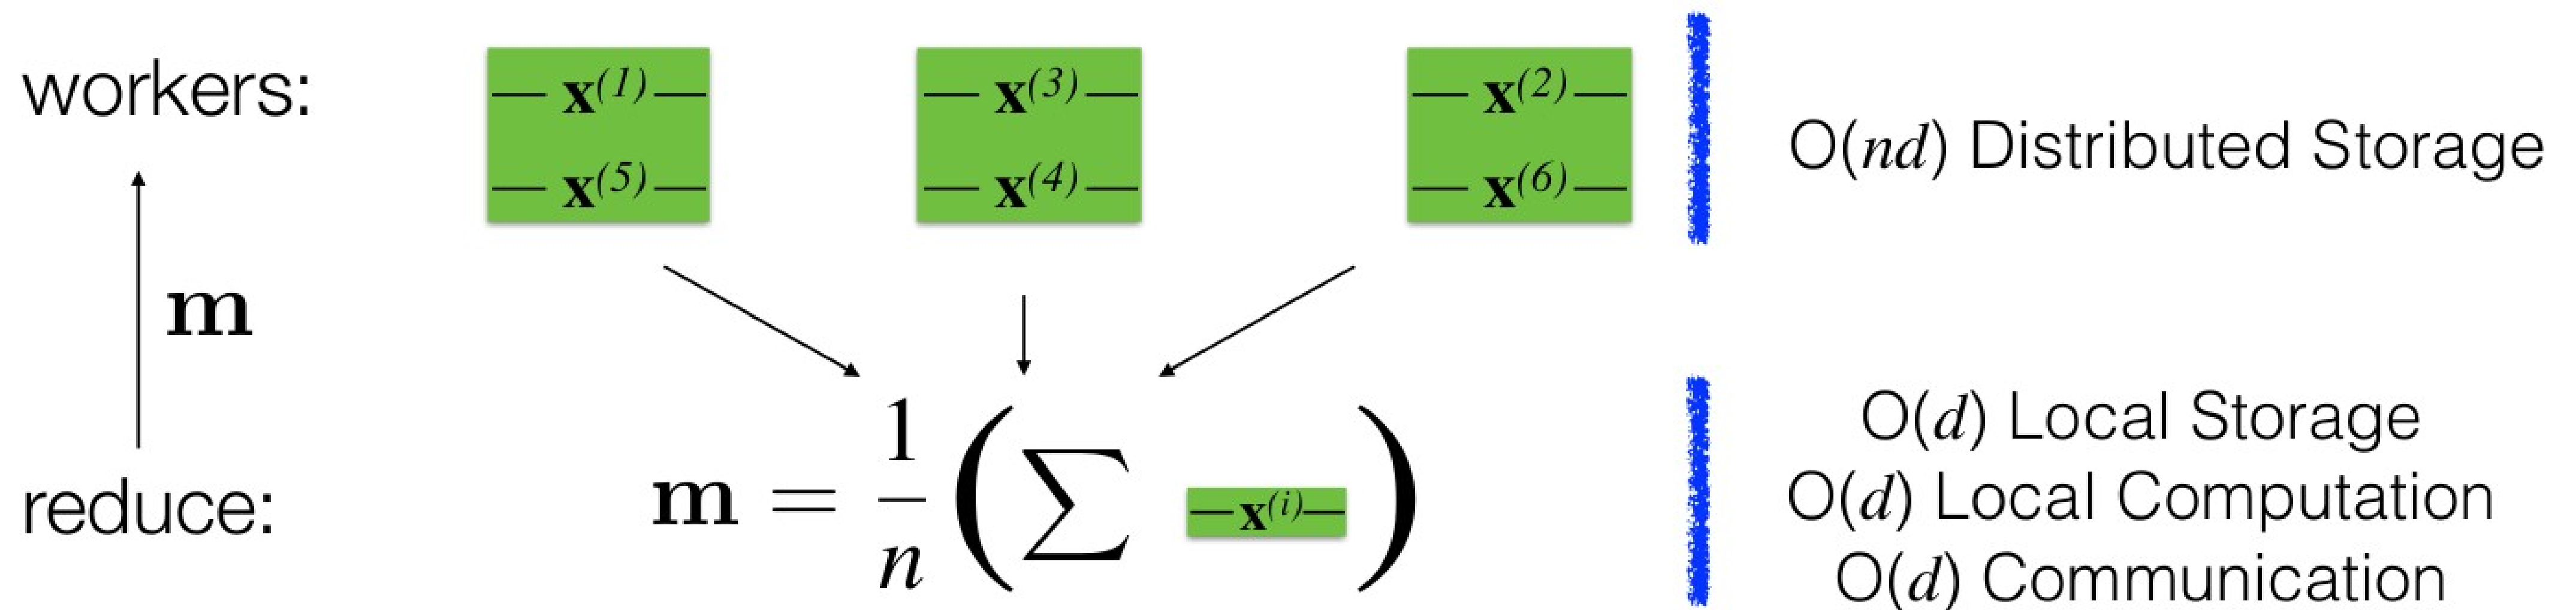 workers:
— x⁽¹⁾ —
— x⁽⁵⁾ —
— x⁽³⁾ —
— x⁽⁴⁾ —
— x⁽²⁾ —
— x⁽⁶⁾ —
O(nd) Distributed Storage
m
reduce:
m = 1/n ( ∑ —x⁽ⁱ⁾— )
O(d) Local Storage
O(d) Local Computation
O(d) Communication